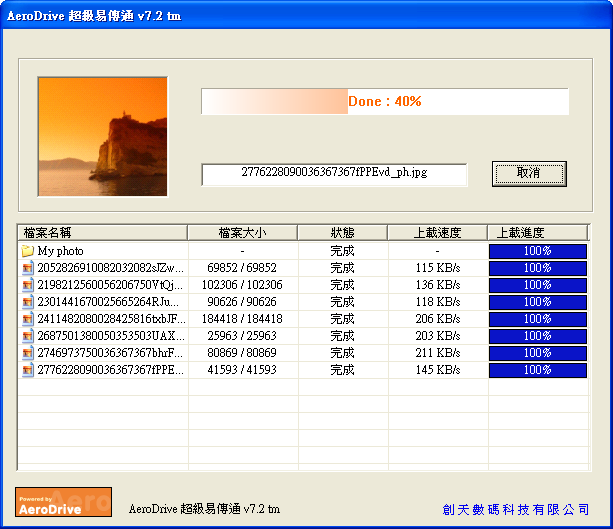 AeroDrive 超級易傳通 v7.2 tm
Done : 40%
2776228090036367367fPPEvd_ph.jpg
取消
檔案名稱 檔案大小 狀態 上載速度 上載進度
My photo - 完成 - 100%
2052826910082032082sJZw... 69852 / 69852 完成 115 KB/s 100%
2198212560056206750VtQj... 102306 / 102306 完成 136 KB/s 100%
2301441670025665264RJu... 90626 / 90626 完成 118 KB/s 100%
2411482080028425816txbJF... 184418 / 184418 完成 206 KB/s 100%
2687501380050353503UAX... 25963 / 25963 完成 203 KB/s 100%
2746973750036367367bhrF... 80869 / 80869 完成 211 KB/s 100%
2776228090036367367fPPE... 41593 / 41593 完成 145 KB/s 100%
Powered by
AeroDrive
AeroDrive 超級易傳通 v7.2 tm
創天數碼科技有限公司